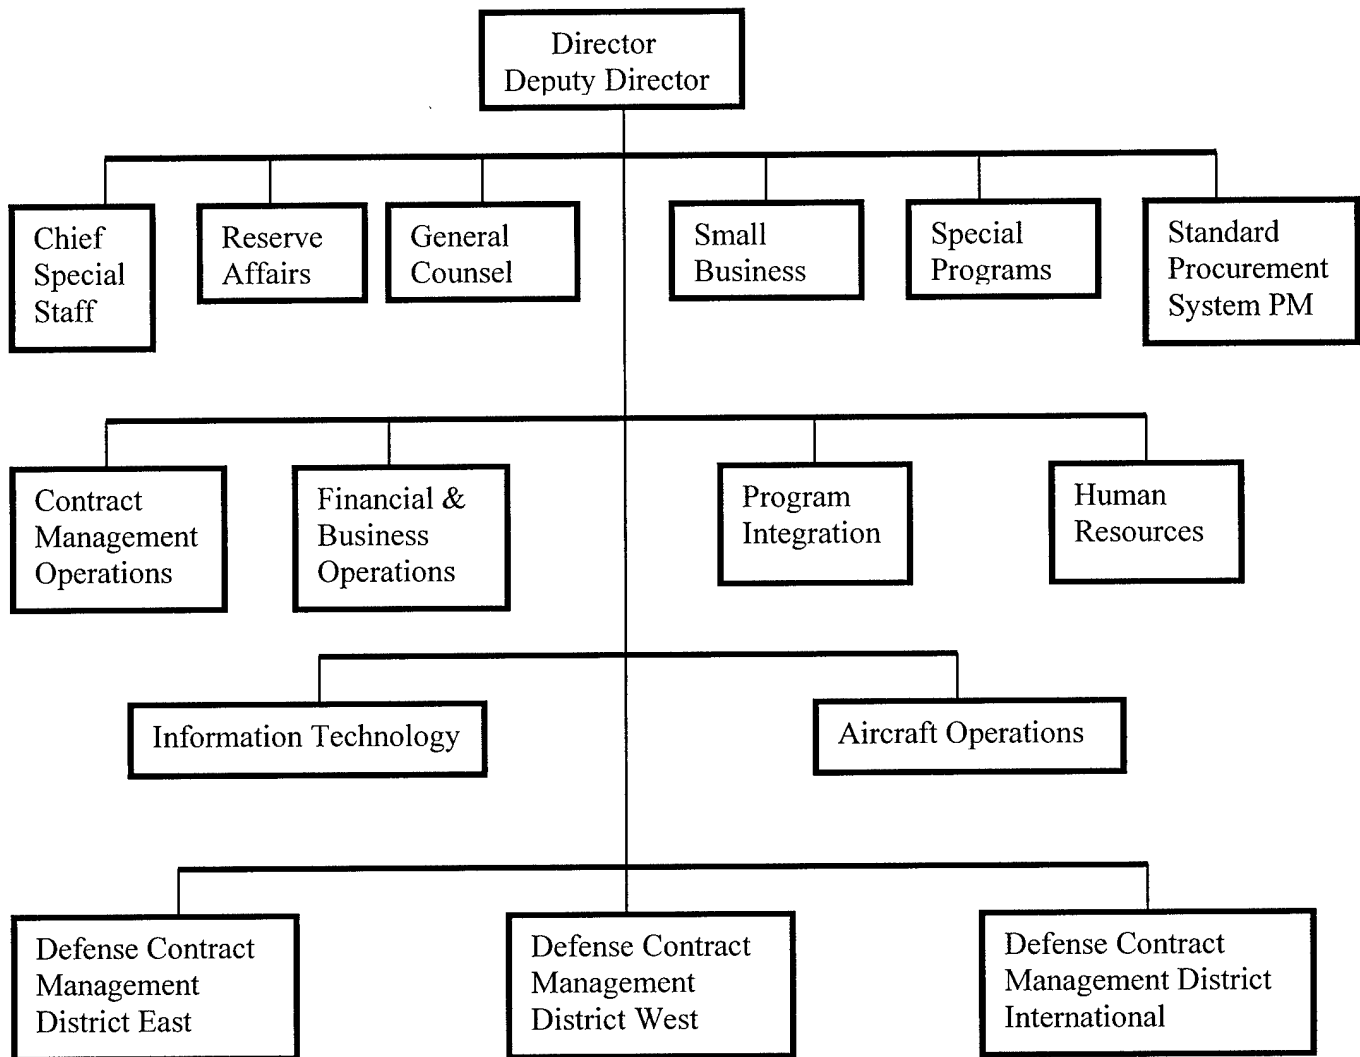 Director
Deputy Director
Chief
Special
Staff
Reserve
Affairs
General
Counsel
Small
Business
Special
Programs
Standard
Procurement
System PM
Contract
Management
Operations
Financial &
Business
Operations
Program
Integration
Human
Resources
Information Technology
Aircraft Operations
Defense Contract
Management
District East
Defense Contract
Management
District West
Defense Contract
Management District
International